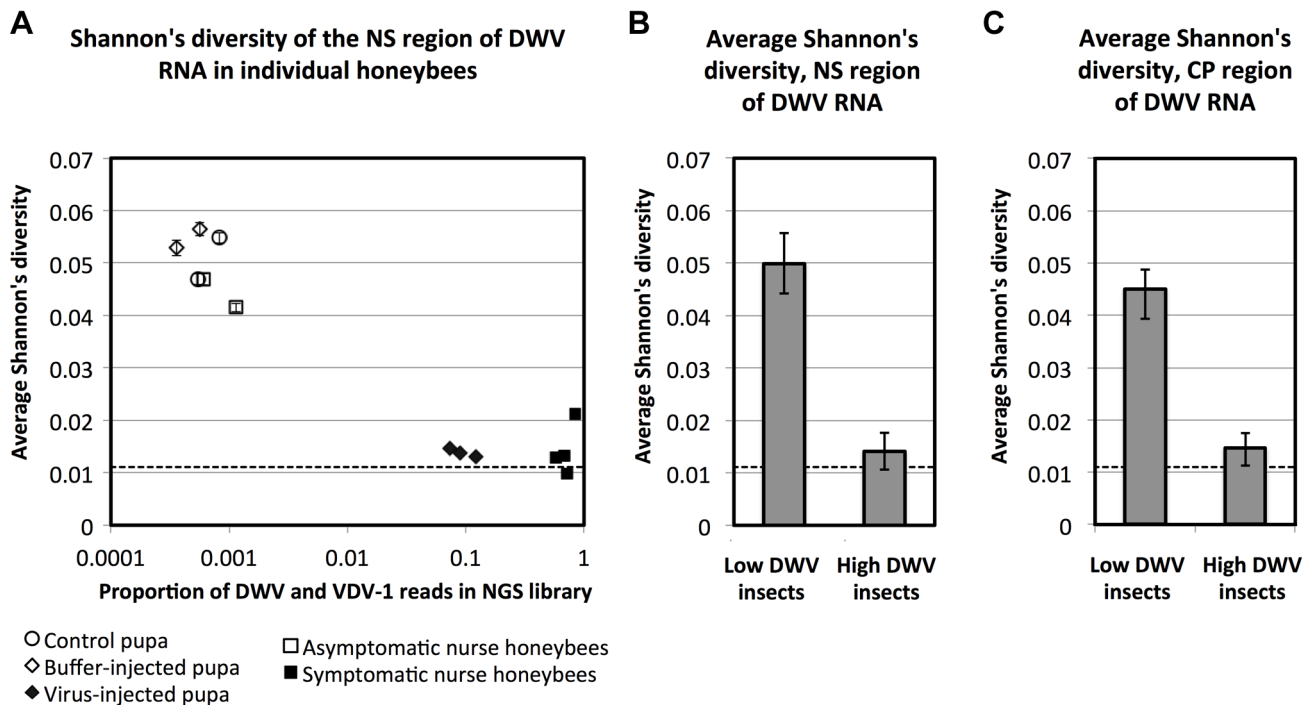 A
Shannon's diversity of the NS region of DWV
RNA in individual honeybees
Average Shannon's diversity
0.07
0.06
0.05
0.04
0.03
0.02
0.01
0
0.0001
0.001
0.01
0.1
1
Proportion of DWV and VDV-1 reads in NGS library
Control pupa
Buffer-injected pupa
Virus-injected pupa
Asymptomatic nurse honeybees
Symptomatic nurse honeybees
B
Average Shannon's
diversity, NS region
of DWV RNA
Average Shannon's diversity
0.07
0.06
0.05
0.04
0.03
0.02
0.01
0
Low DWV
insects
High DWV
insects
C
Average Shannon's
diversity, CP region
of DWV RNA
Average Shannon's diversity
0.07
0.06
0.05
0.04
0.03
0.02
0.01
0
Low DWV
insects
High DWV
insects